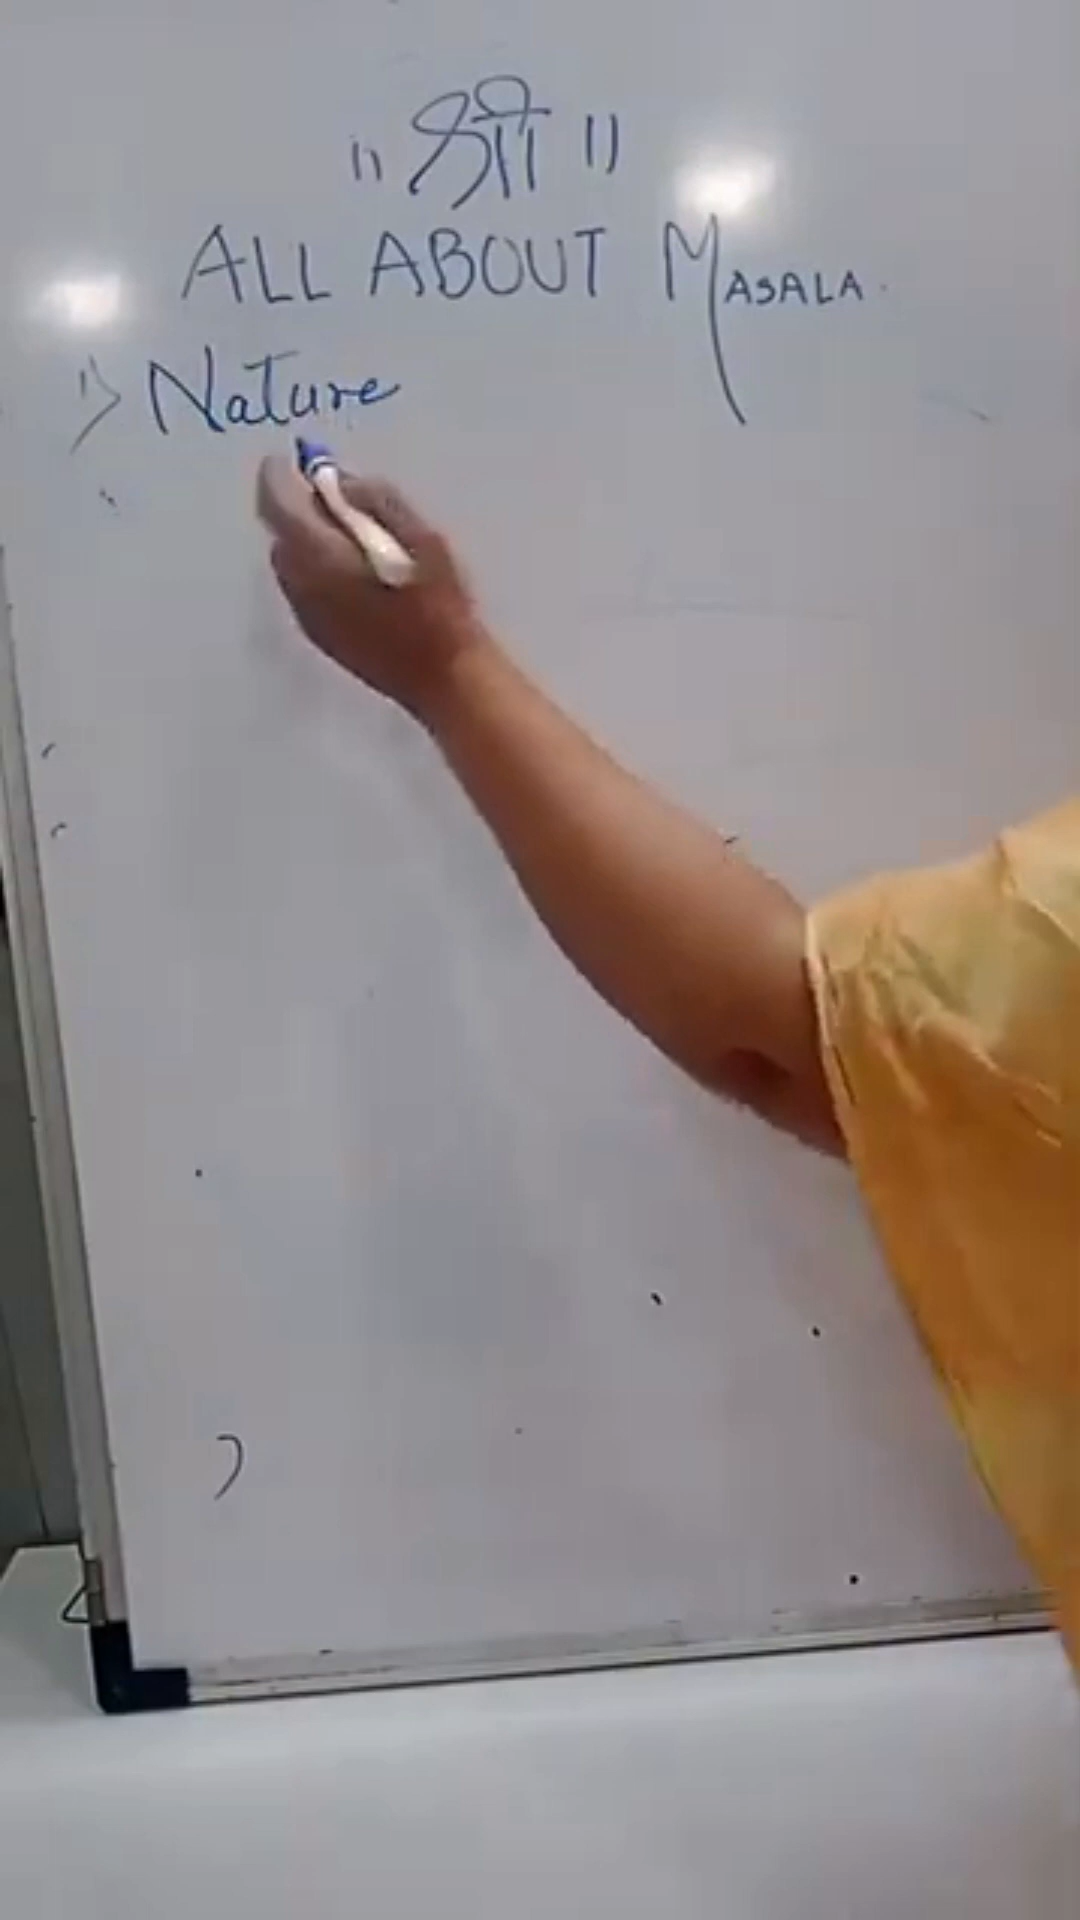 " श्री "
ALL ABOUT MASALA.
1> Nature